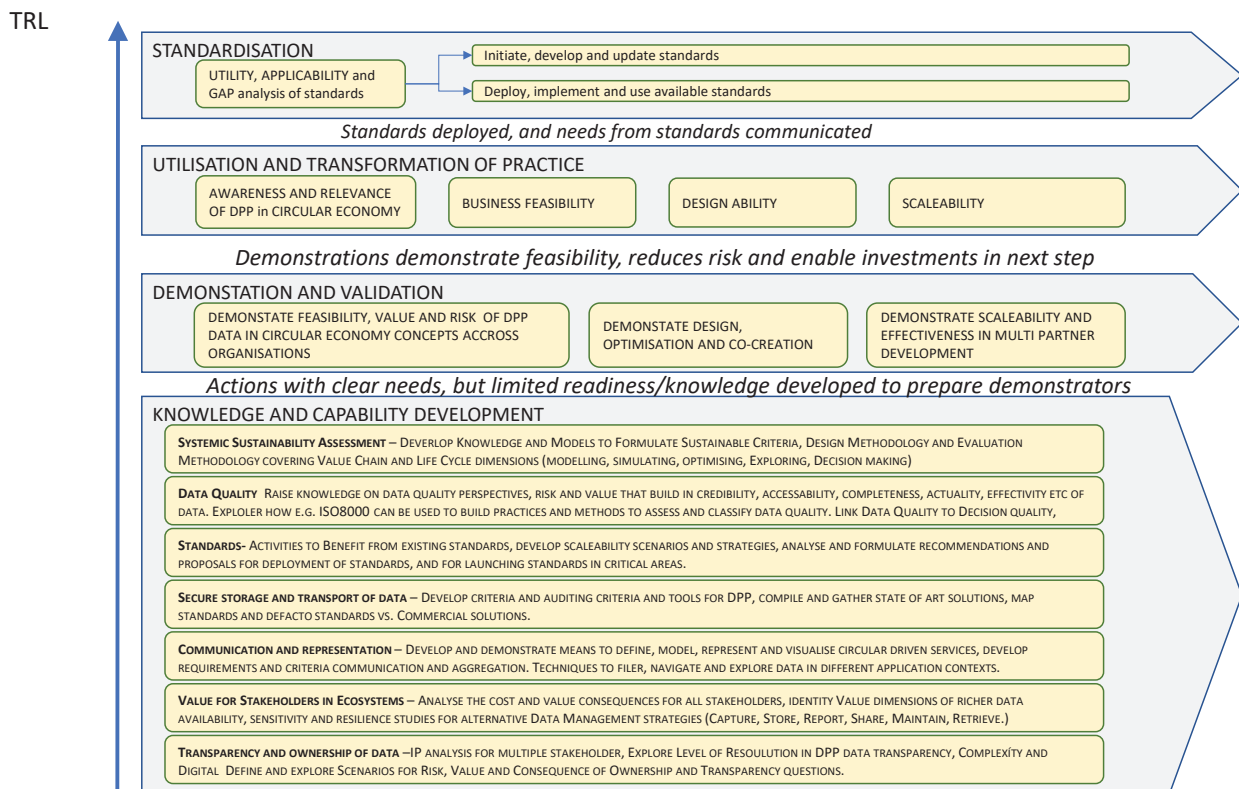 TRL
STANDARDISATION
UTILITY, APPLICABILITY and
GAP analysis of standards
Initiate, develop and update standards
Deploy, implement and use available standards
Standards deployed, and needs from standards communicated
UTILISATION AND TRANSFORMATION OF PRACTICE
AWARENESS AND RELEVANCE
OF DPP in CIRCULAR ECONOMY
BUSINESS FEASIBILITY
DESIGN ABILITY
SCALEABILITY
Demonstrations demonstrate feasibility, reduces risk and enable investments in next step
DEMONSTATION AND VALIDATION
DEMONSTATE FEASIBILITY, VALUE AND RISK OF DPP
DATA IN CIRCULAR ECONOMY CONCEPTS ACCROSS
ORGANISATIONS
DEMONSTATE DESIGN,
OPTIMISATION AND CO-CREATION
DEMONSTRATE SCALEABILITY AND
EFFECTIVENESS IN MULTI PARTNER
DEVELOPMENT
Actions with clear needs, but limited readiness/knowledge developed to prepare demonstrators
KNOWLEDGE AND CAPABILITY DEVELOPMENT
SYSTEMIC SUSTAINABILITY ASSESSMENT – DEVERLOP KNOWLEDGE AND MODELS TO FORMULATE SUSTAINABLE CRITERIA, DESIGN METHODOLOGY AND EVALUATION
METHODOLOGY COVERING VALUE CHAIN AND LIFE CYCLE DIMENSIONS (MODELLING, SIMULATING, OPTIMISING, EXPLORING, DECISION MAKING)
DATA QUALITY RAISE KNOWLEDGE ON DATA QUALITY PERSPECTIVES, RISK AND VALUE THAT BUILD IN CREDIBILITY, ACCESSABILITY, COMPLETENESS, ACTUALITY, EFFECTIVITY ETC OF
DATA. EXPLOLER HOW E.G. ISO8000 CAN BE USED TO BUILD PRACTICES AND METHODS TO ASSESS AND CLASSIFY DATA QUALITY. LINK DATA QUALITY TO DECISION QUALITY,
STANDARDS- ACTIVITIES TO BENEFIT FROM EXISTING STANDARDS, DEVELOP SCALEABILITY SCENARIOS AND STRATEGIES, ANALYSE AND FORMULATE RECOMMENDATIONS AND
PROPOSALS FOR DEPLOYMENT OF STANDARDS, AND FOR LAUNCHING STANDARDS IN CRITICAL AREAS.
SECURE STORAGE AND TRANSPORT OF DATA – DEVELOP CRITERIA AND AUDITING CRITERIA AND TOOLS FOR DPP, COMPILE AND GATHER STATE OF ART SOLUTIONS, MAP
STANDARDS AND DEFACTO STANDARDS VS. COMMERCIAL SOLUTIONS.
COMMUNICATION AND REPRESENTATION – DEVELOP AND DEMONSTRATE MEANS TO DEFINE, MODEL, REPRESENT AND VISUALISE CIRCULAR DRIVEN SERVICES, DEVELOP
REQUIREMENTS AND CRITERIA COMMUNICATION AND AGGREGATION. TECHNIQUES TO FILER, NAVIGATE AND EXPLORE DATA IN DIFFERENT APPLICATION CONTEXTS.
VALUE FOR STAKEHOLDERS IN ECOSYSTEMS – ANALYSE THE COST AND VALUE CONSEQUENCES FOR ALL STAKEHOLDERS, IDENTITY VALUE DIMENSIONS OF RICHER DATA
AVAILABILITY, SENSITIVITY AND RESILIENCE STUDIES FOR ALTERNATIVE DATA MANAGEMENT STRATEGIES (CAPTURE, STORE, REPORT, SHARE, MAINTAIN, RETRIEVE.)
TRANSPARENCY AND OWNERSHIP OF DATA –IP ANALYSIS FOR MULTIPLE STAKEHOLDER, EXPLORE LEVEL OF RESOULUTION IN DPP DATA TRANSPARENCY, COMPLEXÍTY AND
DIGITAL DEFINE AND EXPLORE SCENARIOS FOR RISK, VALUE AND CONSEQUENCE OF OWNERSHIP AND TRANSPARENCY QUESTIONS.